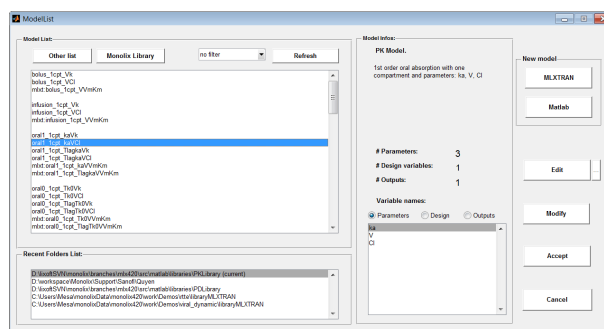 ModelList
Model List:
Other list
Monolix Library
no filter
Refresh
bolus_1cpt_Vk
bolus_1cpt_VCl
mlxt:bolus_1cpt_VVmKm
infusion_1cpt_Vk
infusion_1cpt_VCl
mlxt:infusion_1cpt_VVmKm
oral1_1cpt_kaVk
oral1_1cpt_kaVCl
oral1_1cpt_TlagkaVk
oral1_1cpt_TlagkaVCl
mlxt:oral1_1cpt_kaVVmKm
mlxt:oral1_1cpt_TlagkaVVmKm
oral0_1cpt_Tk0Vk
oral0_1cpt_Tk0VCl
oral0_1cpt_TlagTk0Vk
oral0_1cpt_TlagTk0VCl
mlxt:oral0_1cpt_Tk0VVmKm
mlxt:oral0_1cpt_TlagTk0VVmKm
Recent Folders List:
D:\lixoftSVN\monolix\branches\mlx420\src\matlab\libraries\PKLibrary (current)
D:\workspace\Monolix\Support\Sanofi\Quyen
D:\lixoftSVN\monolix\branches\mlx420\src\matlab\libraries\PDLibrary
C:\Users\Mesa\monolixData\monolix420\work\Demos\rtte\libraryMLXTRAN
C:\Users\Mesa\monolixData\monolix420\work\Demos\viral_dynamic\libraryMLXTRAN
Model Infos:
PK Model.
1st order oral absorption with one
compartment and parameters: ka, V, Cl
# Parameters: 3
# Design variables: 1
# Outputs: 1
Variable names:
Parameters Design Outputs
ka
V
Cl
New model
MLXTRAN
Matlab
Edit ...
Modify
Accept
Cancel